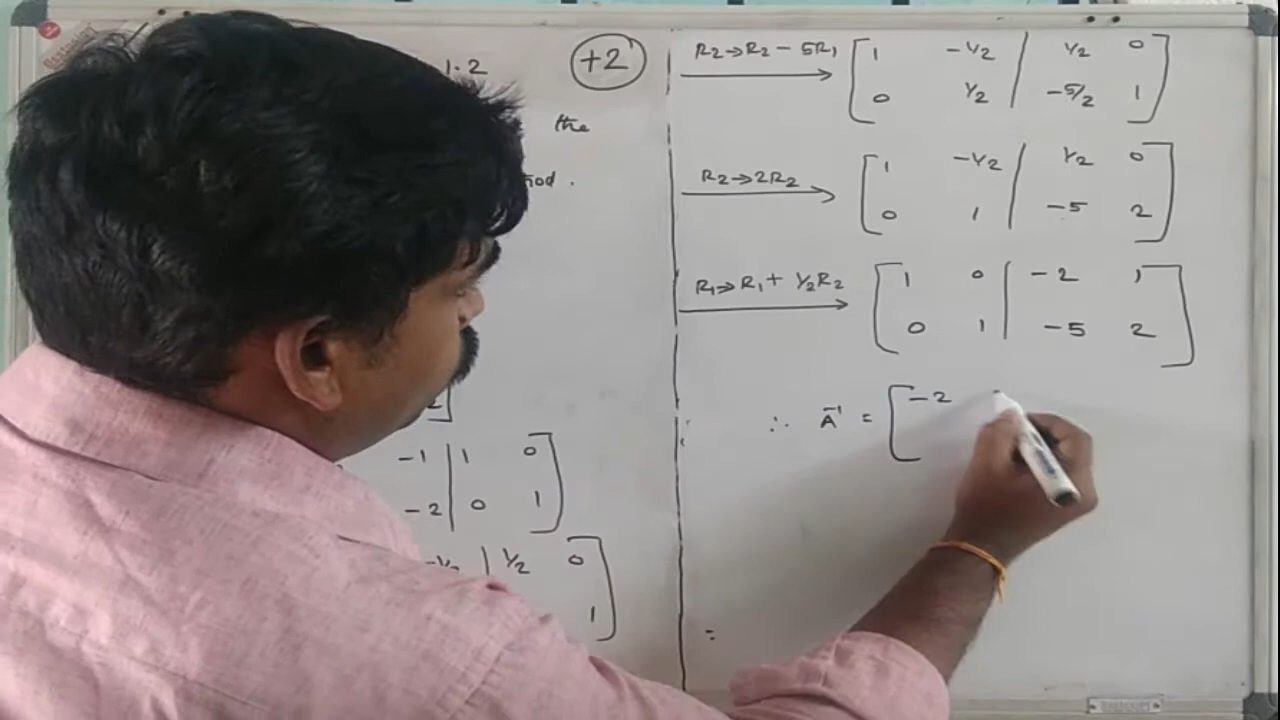 1.2
+2
the
-1 | 1 0
-2 | 0 1
-1/2 | 1/2 0
1
R2→R2 - 5R1 [ 1 -1/2 | 1/2 0
0 1/2 | -5/2 1 ]
R2→2R2 [ 1 -1/2 | 1/2 0
0 1 | -5 2 ]
R1→R1 + 1/2R2 [ 1 0 | -2 1
0 1 | -5 2 ]
∴ A⁻¹ = [ -2
=